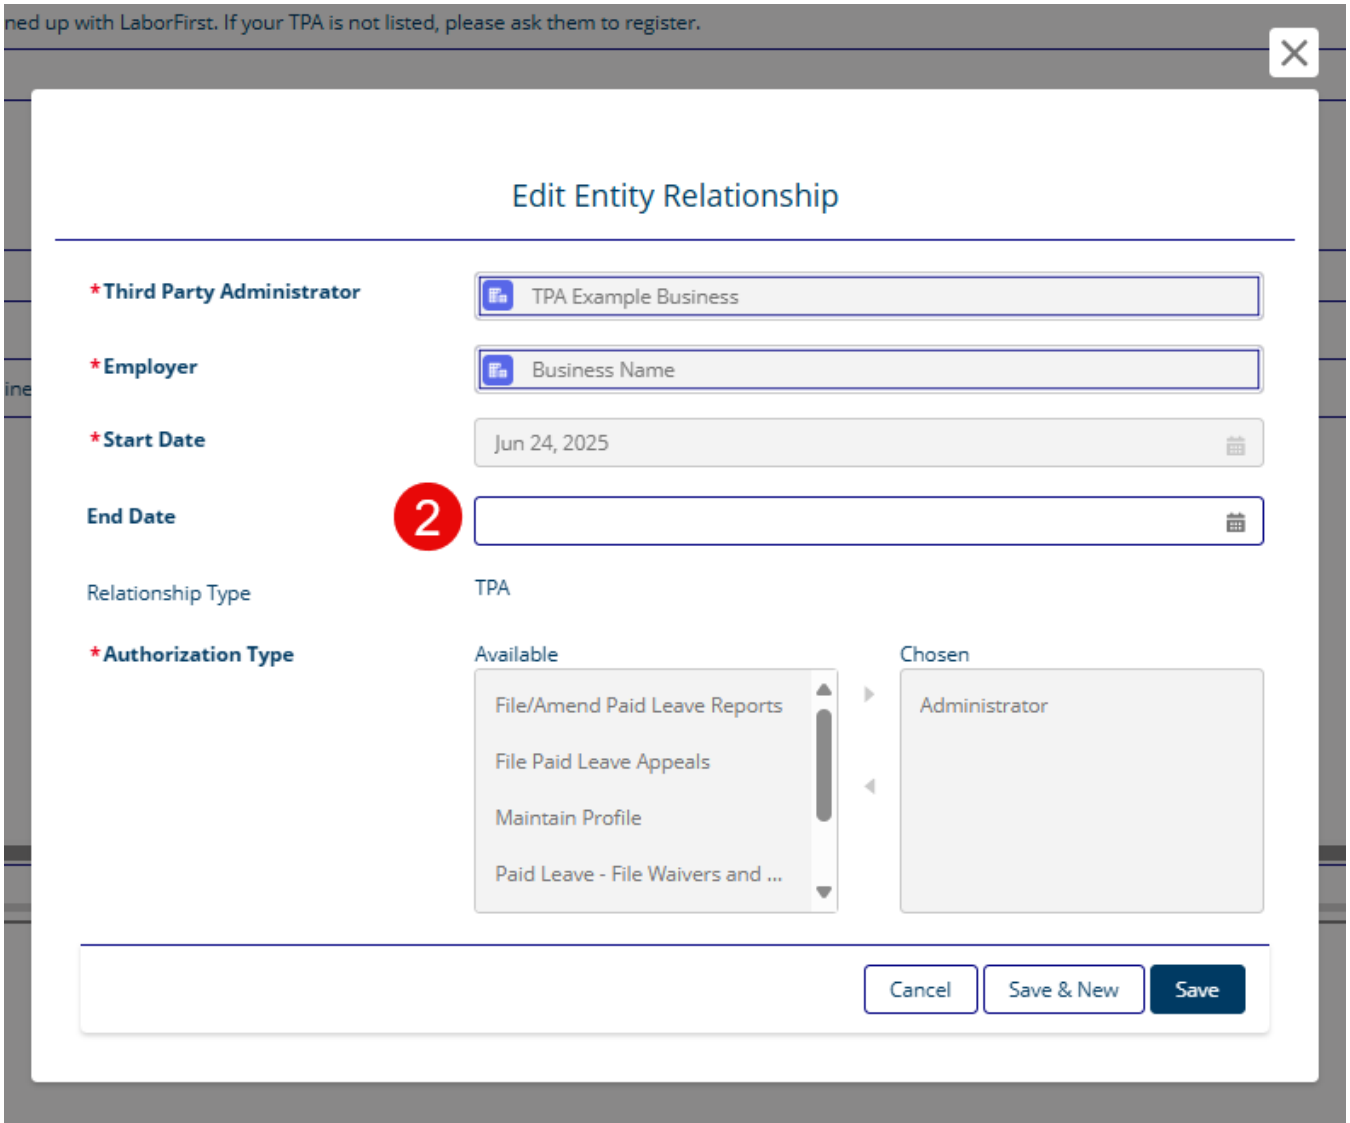 ned up with LaborFirst. If your TPA is not listed, please ask them to register.
Edit Entity Relationship
*Third Party Administrator
TPA Example Business
*Employer
Business Name
ine
*Start Date
Jun 24, 2025
End Date
2
Relationship Type
TPA
*Authorization Type
Available
Chosen
File/Amend Paid Leave Reports
Administrator
File Paid Leave Appeals
Maintain Profile
Paid Leave - File Waivers and ...
Cancel
Save & New
Save